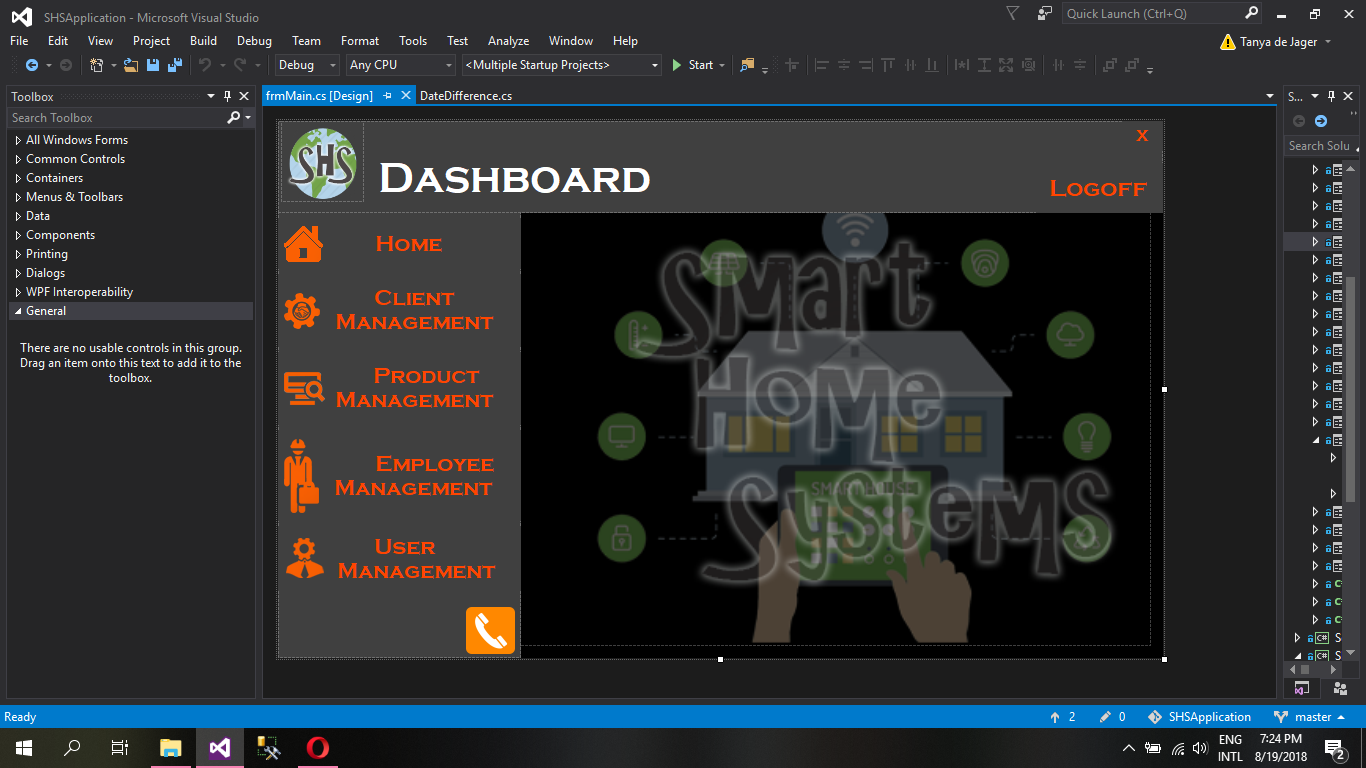 SHSApplication - Microsoft Visual Studio
Quick Launch (Ctrl+Q)
File Edit View Project Build Debug Team Format Tools Test Analyze Window Help
Tanya de Jager
Debug Any CPU <Multiple Startup Projects> Start
Toolbox
Search Toolbox
All Windows Forms
Common Controls
Containers
Menus & Toolbars
Data
Components
Printing
Dialogs
WPF Interoperability
General
There are no usable controls in this group.
Drag an item onto this text to add it to the
toolbox.
frmMain.cs [Design] DateDifference.cs
SHS
Dashboard
X
Logoff
Home
Client
Management
Product
Management
Employee
Management
User
Management
Smart
Home
Systems
SMART HOUSE
S...
Search Solu
C#
C#
C#
C# S
C# S
Ready
2 0 SHSApplication master
ENG
INTL
7:24 PM
8/19/2018
2